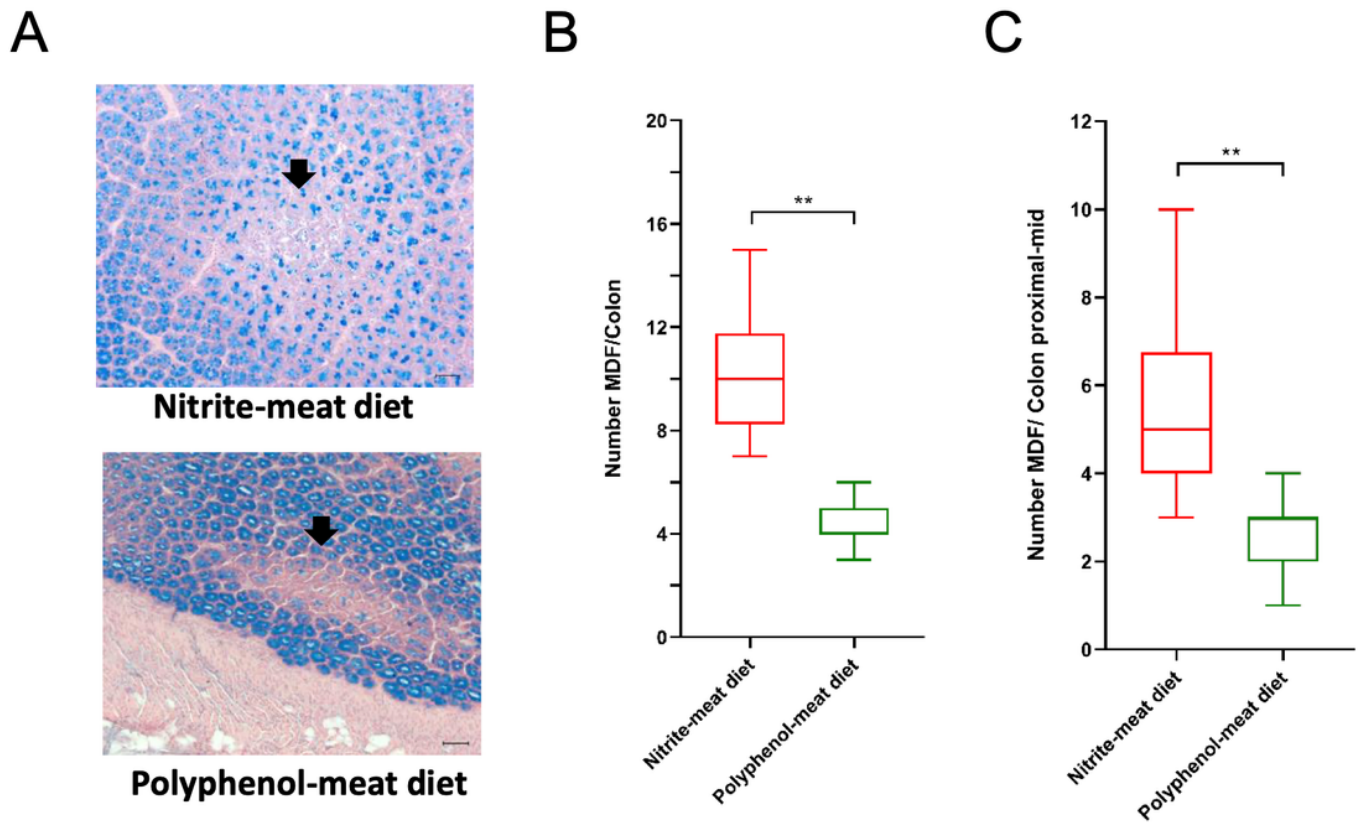 A
Nitrite-meat diet
Polyphenol-meat diet
B
Number MDF/Colon
20
16
12
8
4
0
**
Nitrite-meat diet
Polyphenol-meat diet
C
Number MDF/ Colon proximal-mid
12
10
8
6
4
2
0
**
Nitrite-meat diet
Polyphenol-meat diet